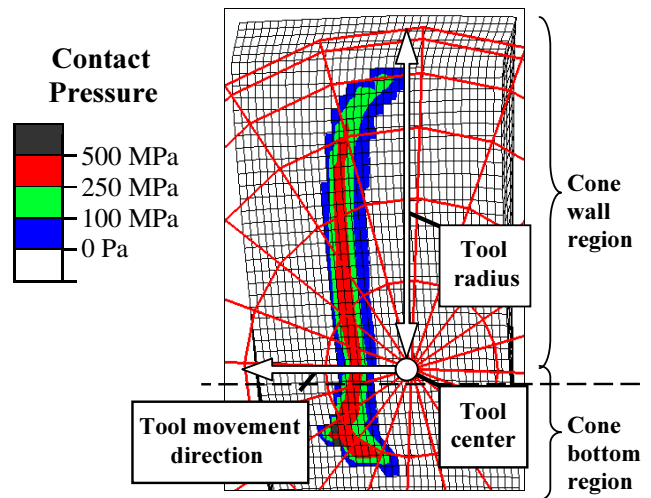 Contact
Pressure
500 MPa
250 MPa
100 MPa
0 Pa
Cone
wall
region
Tool
radius
Tool movement
direction
Tool
center
Cone
bottom
region